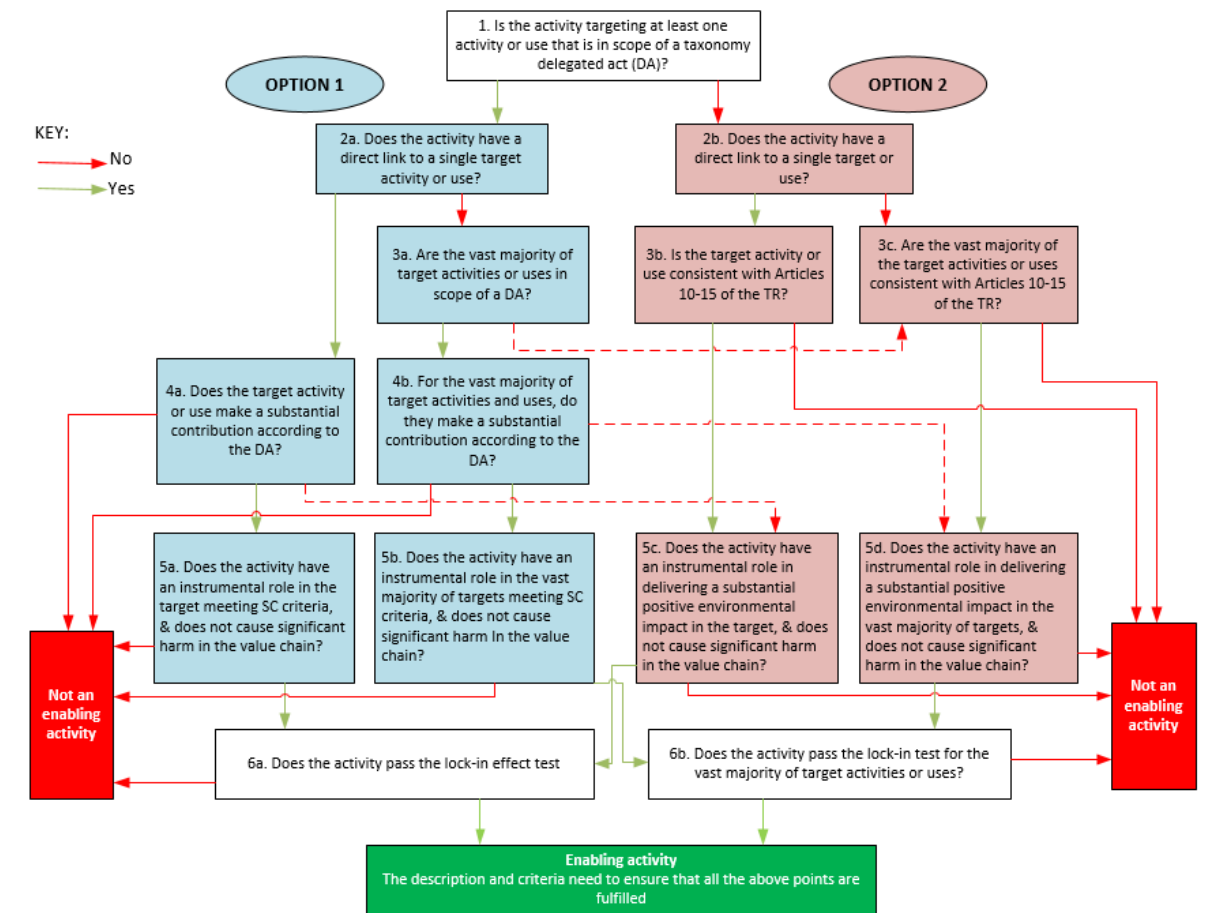 1. Is the activity targeting at least one
activity or use that is in scope of a taxonomy
delegated act (DA)?
OPTION 1
OPTION 2
KEY:
No
Yes
2a. Does the activity have a
direct link to a single target
activity or use?
2b. Does the activity have a
direct link to a single target or
use?
3a. Are the vast majority of
target activities or uses in
scope of a DA?
3b. Is the target activity or
use consistent with Articles
10-15 of the TR?
3c. Are the vast majority of
the target activities or uses
consistent with Articles 10-15
of the TR?
4a. Does the target activity
or use make a substantial
contribution according to
the DA?
4b. For the vast majority of
target activities and uses, do
they make a substantial
contribution according to the
DA?
5a. Does the activity have
an instrumental role in the
target meeting SC criteria,
& does not cause significant
harm in the value chain?
5b. Does the activity have an
instrumental role in the vast
majority of targets meeting SC
criteria, & does not cause
significant harm In the value
chain?
5c. Does the activity have
an instrumental role in
delivering a substantial
positive environmental
impact in the target, & does
not cause significant harm
in the value chain?
5d. Does the activity have an
instrumental role in delivering
a substantial positive
environmental impact in the
vast majority of targets, &
does not cause significant
harm in the value chain?
Not an
enabling
activity
Not an
enabling
activity
6a. Does the activity pass the lock-in effect test
6b. Does the activity pass the lock-in test for the
vast majority of target activities or uses?
Enabling activity
The description and criteria need to ensure that all the above points are
fulfilled